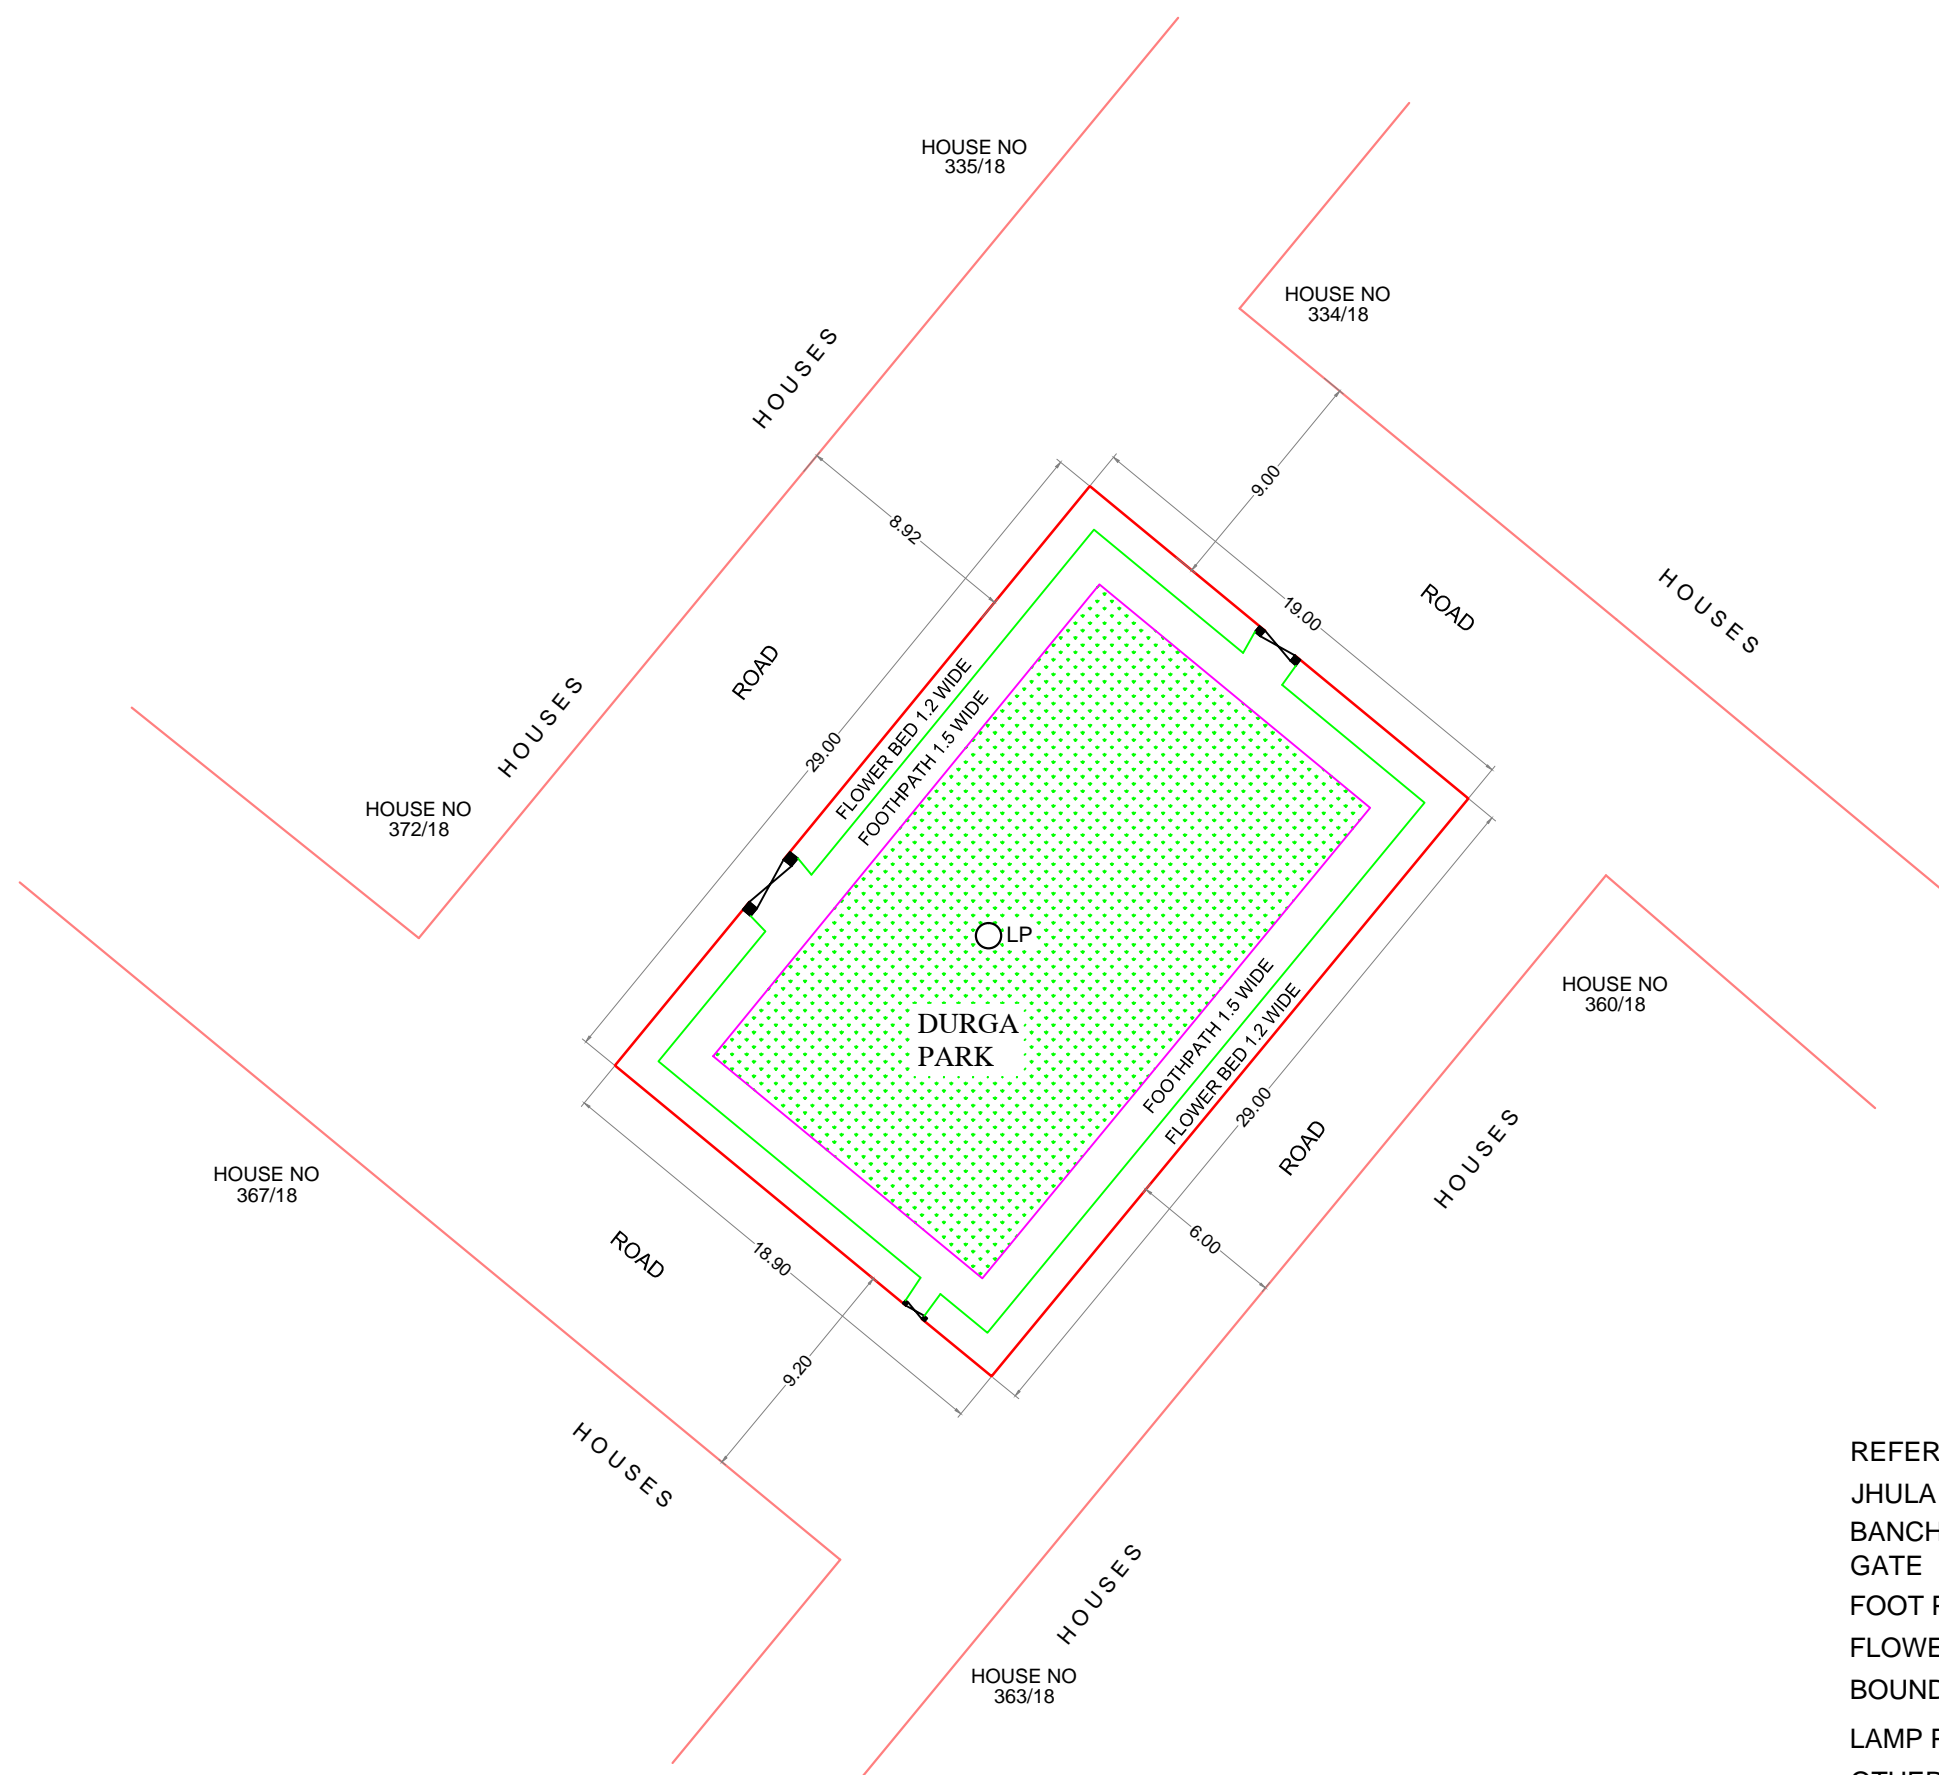 HOUSE NO
335/18
HOUSE NO
334/18
HOUSES
9.00
8.92
19.00
ROAD
HOUSES
ROAD
HOUSES
FLOWER BED 1.2 WIDE
FOOTHPATH 1.5 WIDE
29.00
HOUSE NO
372/18
LP
DURGA
PARK
HOUSE NO
360/18
FOOTHPATH 1.5 WIDE
FLOWER BED 1.2 WIDE
29.00
ROAD
HOUSES
HOUSE NO
367/18
ROAD
18.90
6.00
9.20
HOUSES
HOUSES
HOUSE NO
363/18
REFER
JHULA
BANCH
GATE
FOOT
FLOWE
BOUND
LAMP